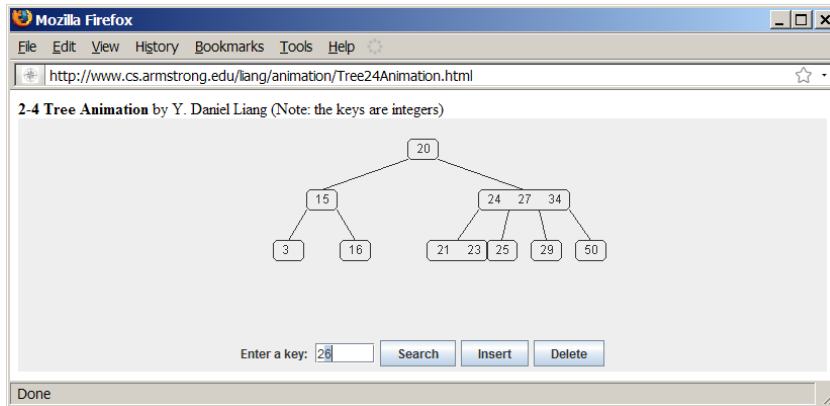 Mozilla Firefox
File Edit View History Bookmarks Tools Help
http://www.cs.armstrong.edu/liang/animation/Tree24Animation.html
2-4 Tree Animation by Y. Daniel Liang (Note: the keys are integers)
20
15 24 27 34
3 16 21 23 25 29 50
Enter a key: 26 Search Insert Delete
Done